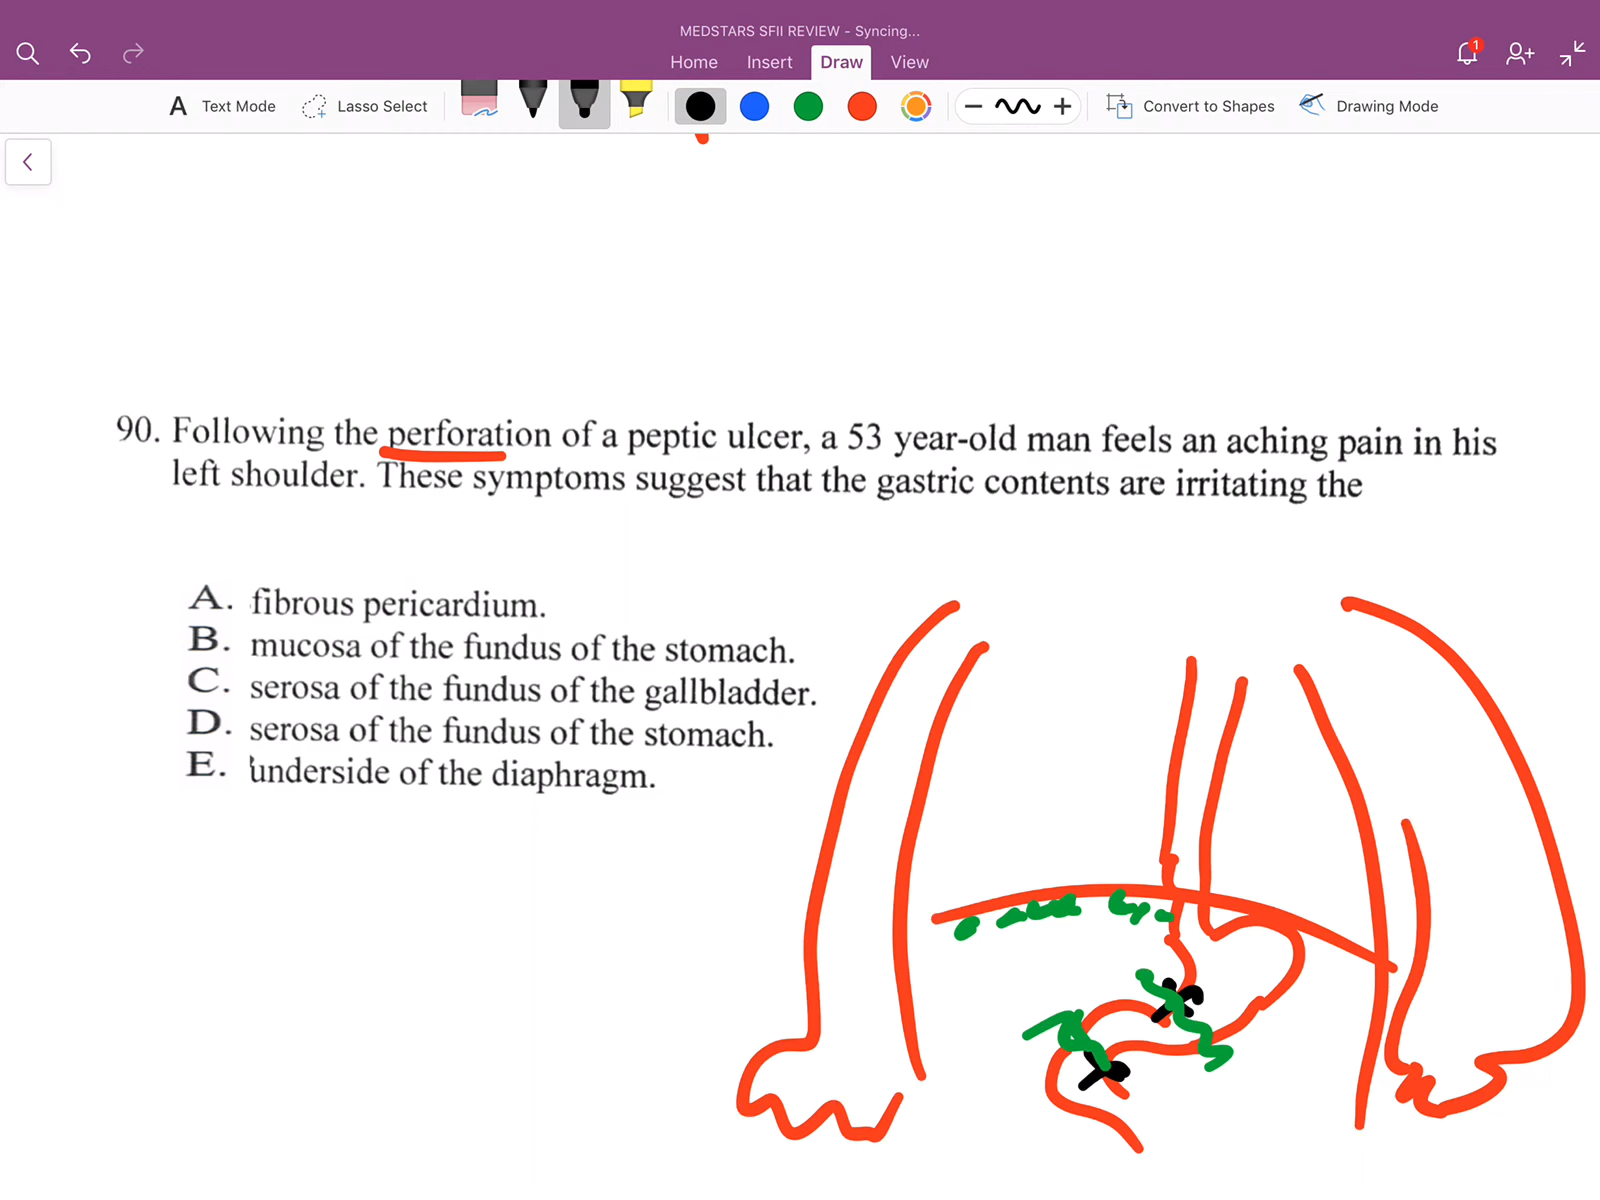 MEDSTARS SFII REVIEW - Syncing...
Home Insert Draw View
1
A Text Mode Lasso Select Convert to Shapes Drawing Mode
90. Following the perforation of a peptic ulcer, a 53 year-old man feels an aching pain in his
left shoulder. These symptoms suggest that the gastric contents are irritating the
A. fibrous pericardium.
B. mucosa of the fundus of the stomach.
C. serosa of the fundus of the gallbladder.
D. serosa of the fundus of the stomach.
E. underside of the diaphragm.